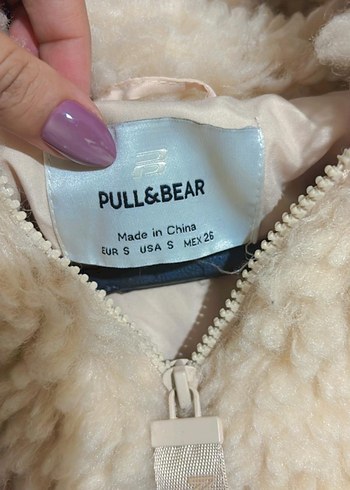 PULL&BEAR
Made in China
EUR S USA S MEX 26